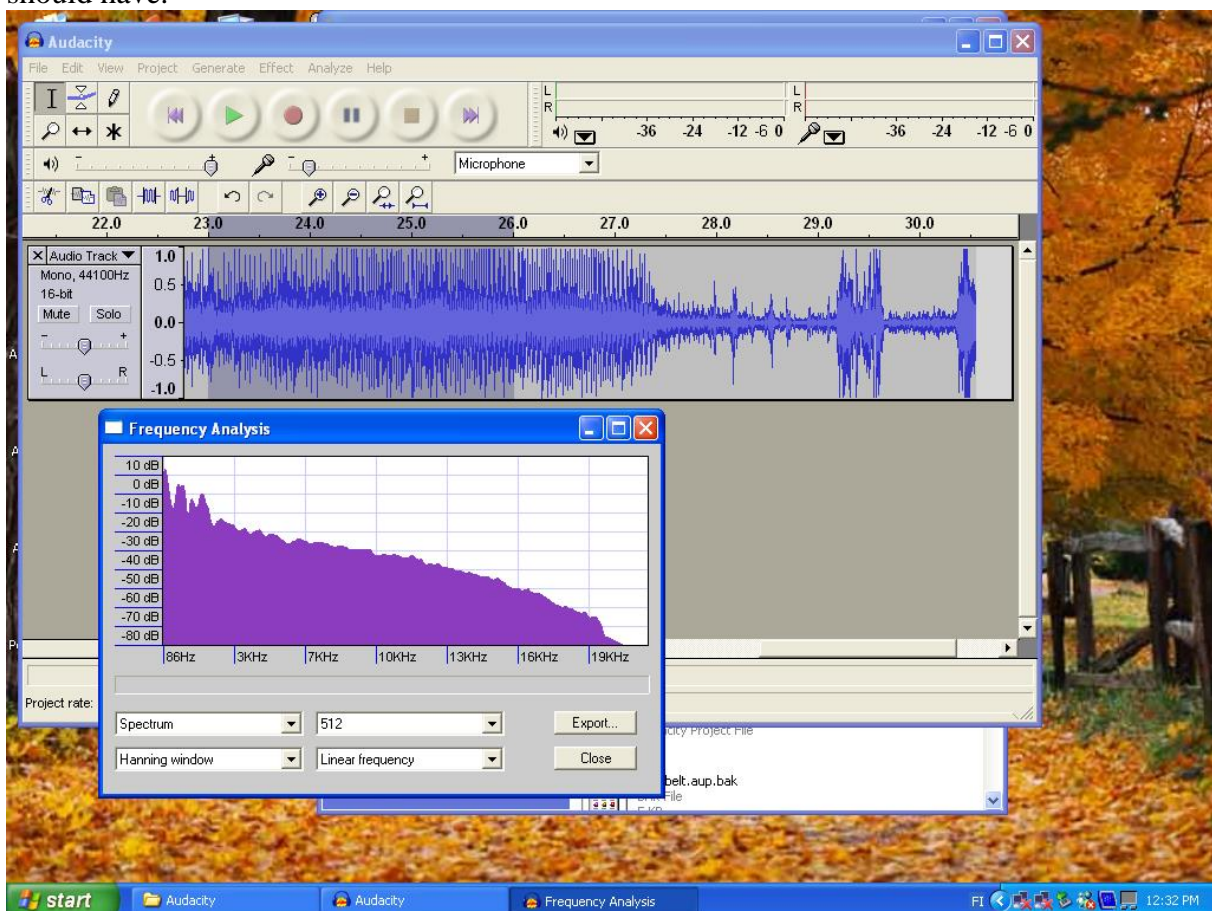 should have.
Audacity
File Edit View Project Generate Effect Analyze Help
L
R
-36 -24 -12 -6 0
L
R
-36 -24 -12 -6 0
Microphone
22.0 23.0 24.0 25.0 26.0 27.0 28.0 29.0 30.0
Audio Track
Mono, 44100Hz
16-bit
Mute Solo
- +
L R
1.0
0.5
0.0
-0.5
-1.0
Frequency Analysis
10 dB
0 dB
-10 dB
-20 dB
-30 dB
-40 dB
-50 dB
-60 dB
-70 dB
-80 dB
86Hz 3KHz 7KHz 10KHz 13KHz 16KHz 19KHz
Project rate:
Spectrum 512 Export...
Hanning window Linear frequency Close
Project File
belt.aup.bak
File
start Audacity Audacity Frequency Analysis FI 12:32 PM